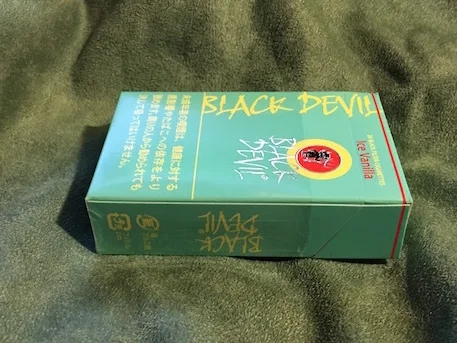 BLACK DEVIL
BLACK
DEVIL
Ice Vanilla
未成年者の喫煙は、健康に対する
悪影響やたばこへの依存をより
強めます。周りの人から勧められても
決して吸ってはいけません。
BLACK
DEVIL